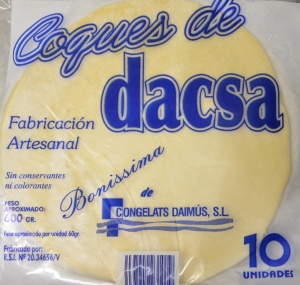 Coques de
dacsa
Fabricación
Artesanal
Sin conservantes
ni colorantes
Boníssima
de
CONGELATS DAIMÚS, S.L.
PESO
APROXIMADO:
600 GR.
Peso aproximado por unidad 60gr.
Fabricado por:
R.S.I. Nº 20.34656/V
10
UNIDADES